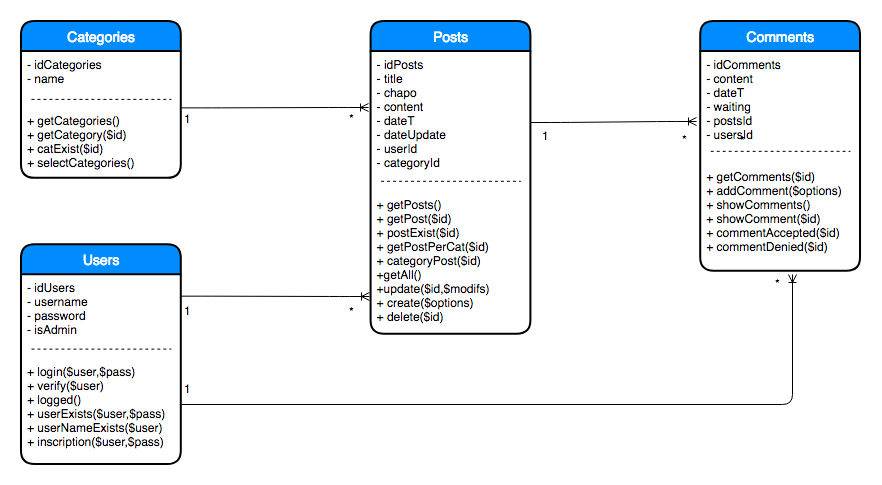 Categories
- idCategories
- name
+ getCategories()
+ getCategory($id)
+ catExist($id)
+ selectCategories()
1
*
Posts
- idPosts
- title
- chapo
- content
- dateT
- dateUpdate
- userId
- categoryId
+ getPosts()
+ getPost($id)
+ postExist($id)
+ getPostPerCat($id)
+ categoryPost($id)
+getAll()
+update($id,$modifs)
+ create($options)
+ delete($id)
1
*
Comments
- idComments
- content
- dateT
- waiting
- postsId
- usersId
+ getComments($id)
+ addComment($options)
+ showComments()
+ showComment($id)
+ commentAccepted($id)
+ commentDenied($id)
*
Users
- idUsers
- username
- password
- isAdmin
+ login($user,$pass)
+ verify($user)
+ logged()
+ userExists($user,$pass)
+ userNameExists($user)
+ inscription($user,$pass)
1
*
1